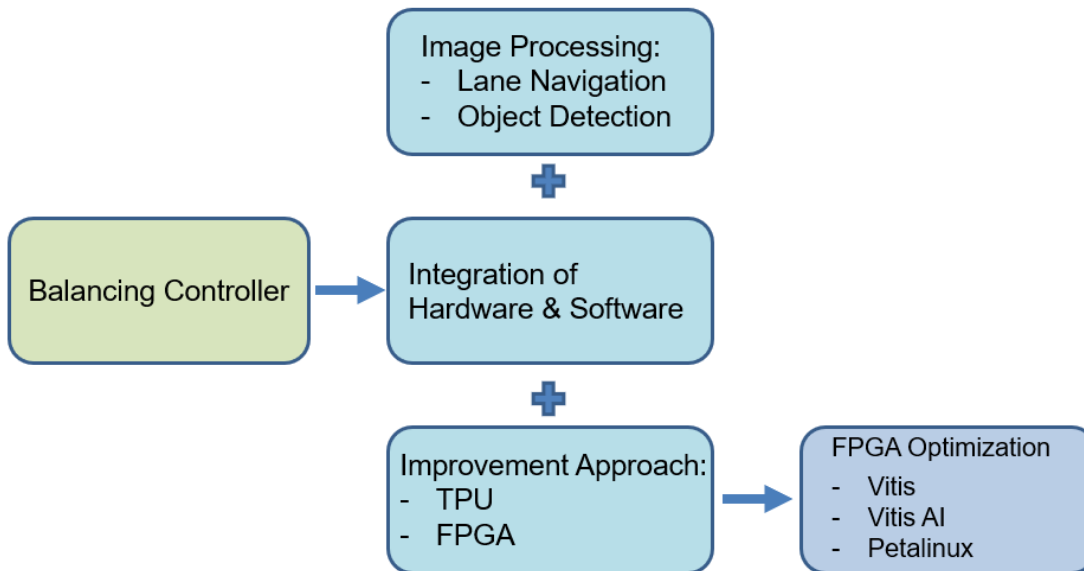 Image Processing:
- Lane Navigation
- Object Detection
Balancing Controller
Integration of
Hardware & Software
Improvement Approach:
- TPU
- FPGA
FPGA Optimization
- Vitis
- Vitis AI
- Petalinux